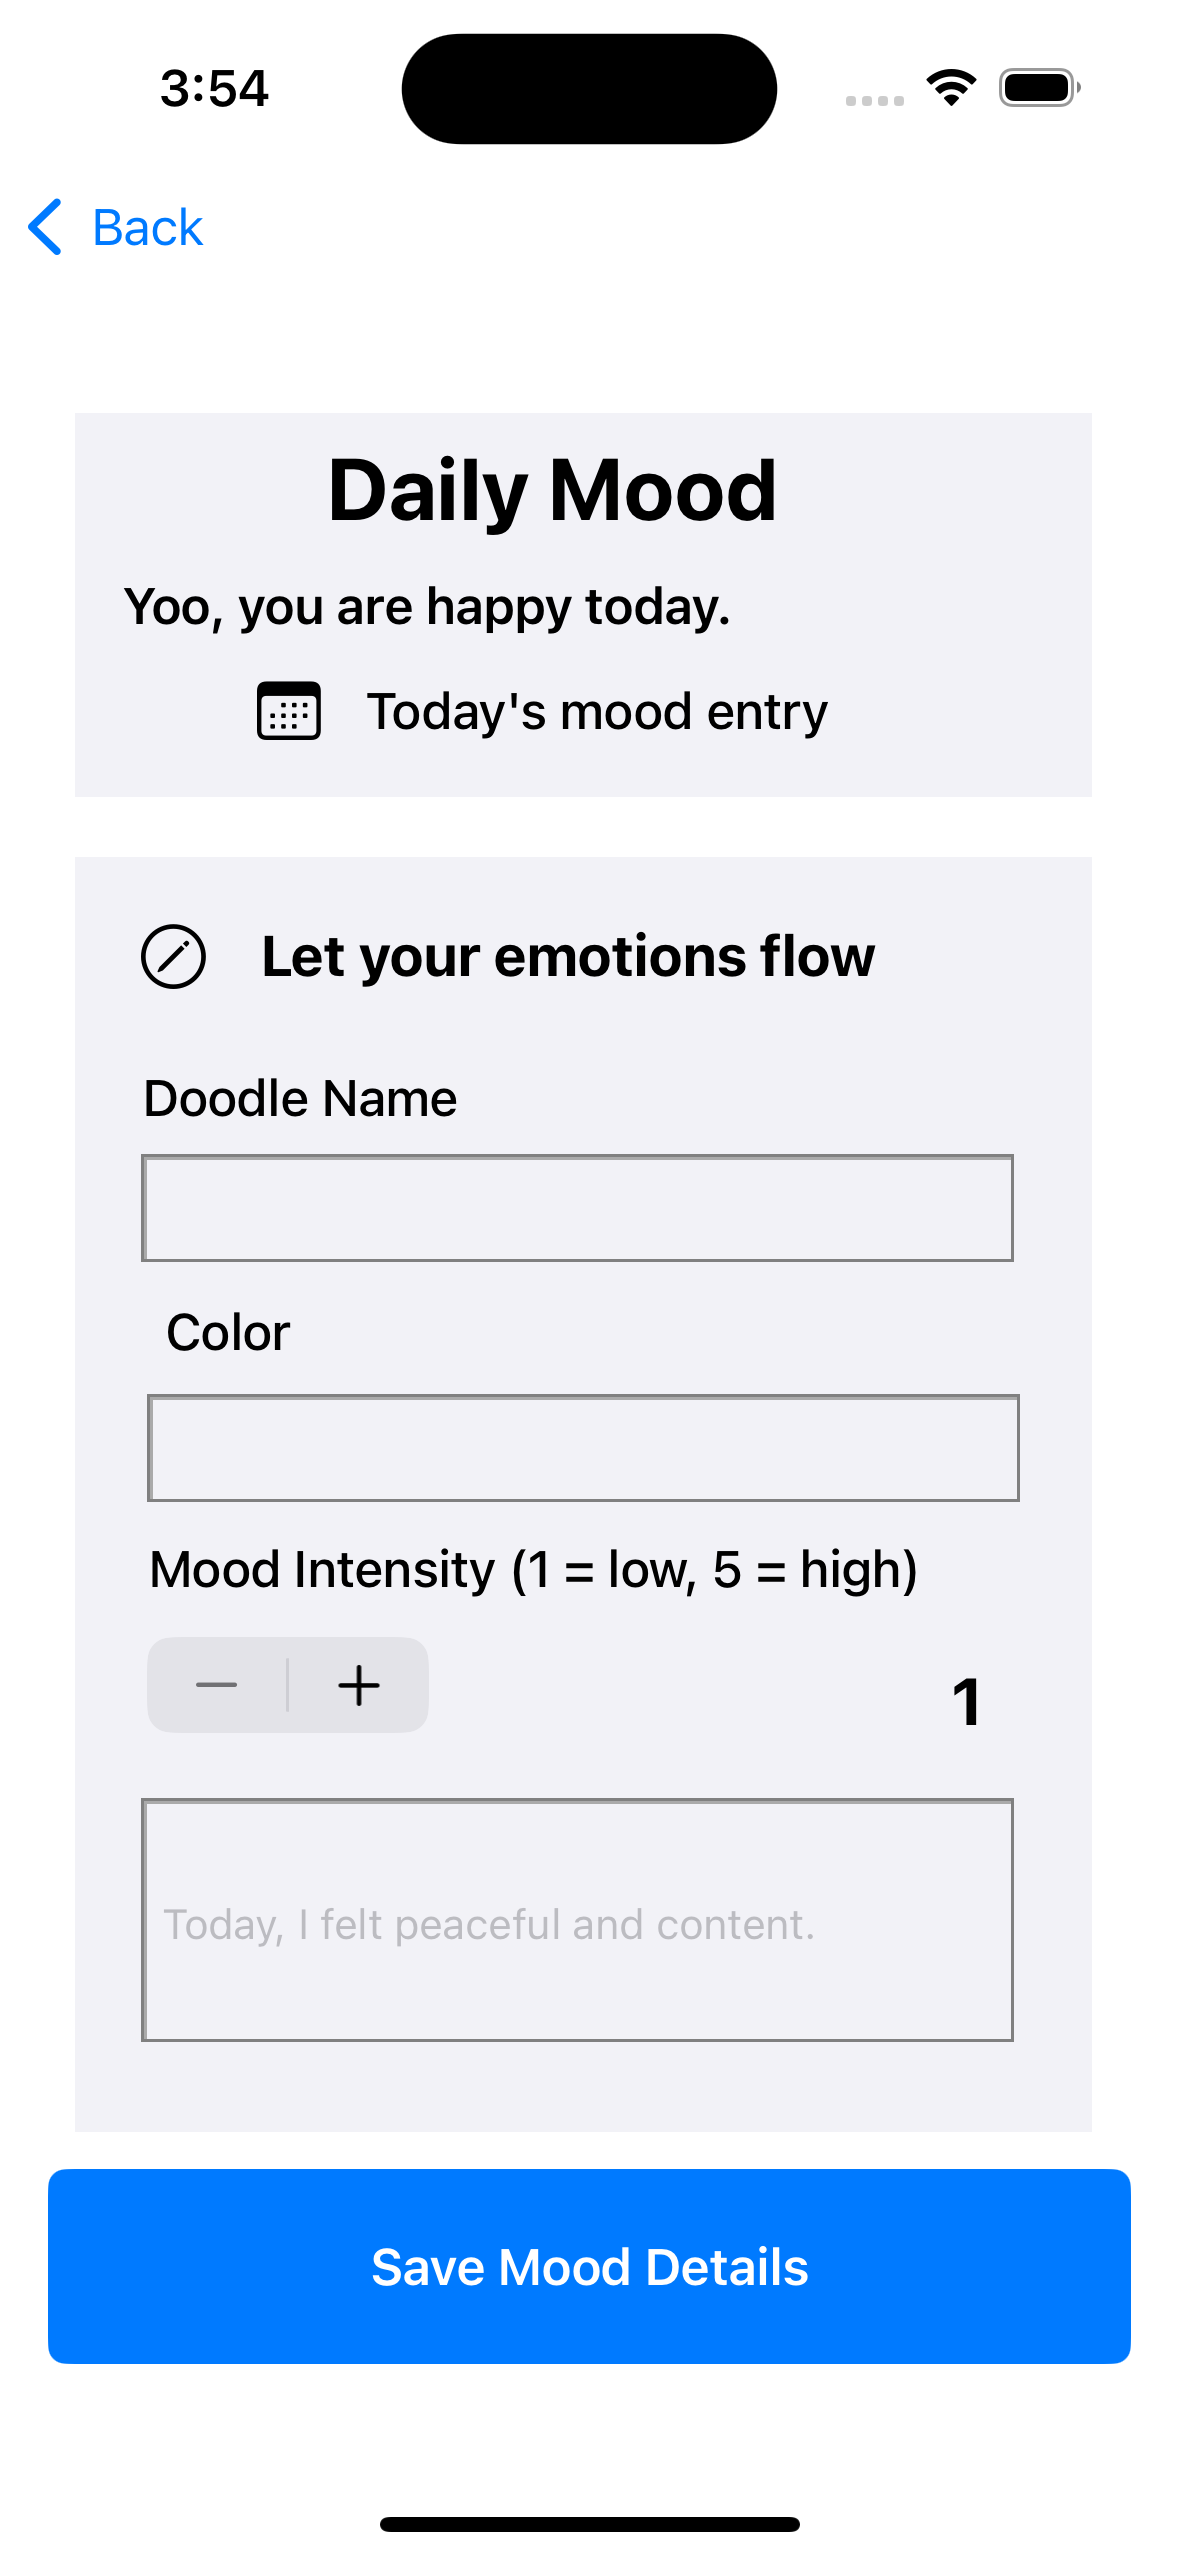 3:54
Back
Daily Mood
Yoo, you are happy today.
Today's mood entry
Let your emotions flow
Doodle Name
Color
Mood Intensity (1 = low, 5 = high)
1
Today, I felt peaceful and content.
Save Mood Details